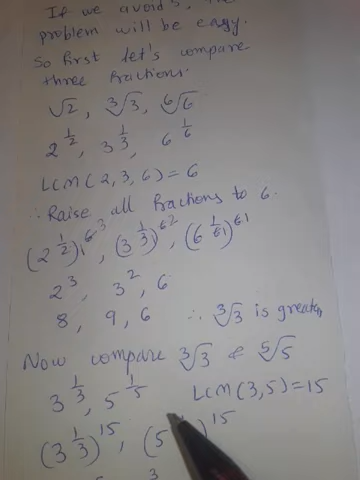 If we avoid 5, the
problem will be easy.
So first let's compare
three fractions.
√2, ∛3, ⁶√6
2^(1/2), 3^(1/3), 6^(1/6)
LCM(2,3,6) = 6
∴ Raise all fractions to 6.
(2^(1/2))^6 3, (3^(1/3))^6 2, (6^(1/6))^6 1
2^3, 3^2, 6
8, 9, 6 ∴ ∛3 is greater
Now compare ∛3 & ⁵√5
3^(1/3), 5^(1/5) LCM(3,5)=15
(3^(1/3))^15, (5 )^15